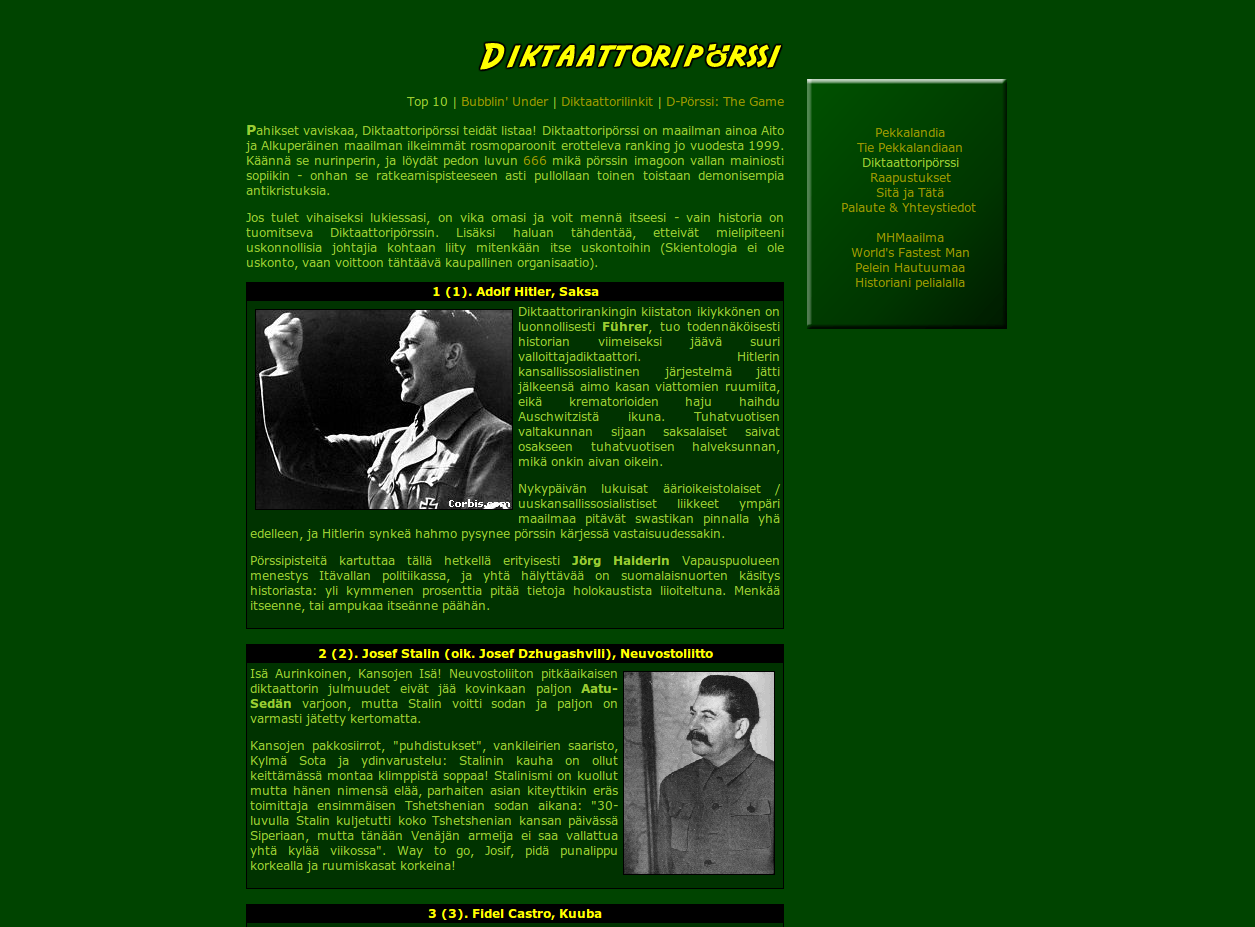 Diktaattoripörssi
Top 10 | Bubblin' Under | Diktaattorilinkit | D-Pörssi: The Game
Pahikset vaviskaa, Diktaattoripörssi teidät listaa! Diktaattoripörssi on maailman ainoa Aito
ja Alkuperäinen maailman ilkeimmät rosmoparoonit erotteleva ranking jo vuodesta 1999.
Käännä se nurinperin, ja löydät pedon luvun 666 mikä pörssin imagoon vallan mainiosti
sopiikin - onhan se ratkeamispisteeseen asti pullollaan toinen toistaan demonisempia
antikristuksia.
Jos tulet vihaiseksi lukiessasi, on vika omasi ja voit mennä itseesi - vain historia on
tuomitseva Diktaattoripörssin. Lisäksi haluan tähdentää, etteivät mielipiteeni
uskonnollisia johtajia kohtaan liity mitenkään itse uskontoihin (Skientologia ei ole
uskonto, vaan voittoon tähtäävä kaupallinen organisaatio).
1 (1). Adolf Hitler, Saksa
Diktaattorirankingin kiistaton ikiykkönen on
luonnollisesti Führer, tuo todennäköisesti
historian viimeiseksi jäävä suuri
valloittajadiktaattori. Hitlerin
kansallissosialistinen järjestelmä jätti
jälkeensä aimo kasan viattomien ruumiita,
eikä krematorioiden haju haihdu
Auschwitzistä ikuna. Tuhatvuotisen
valtakunnan sijaan saksalaiset saivat
osakseen tuhatvuotisen halveksunnan,
mikä onkin aivan oikein.
Corbis.com
Nykypäivän lukuisat äärioikeistolaiset /
uuskansallissosialistiset liikkeet ympäri
maailmaa pitävät swastikan pinnalla yhä
edelleen, ja Hitlerin synkeä hahmo pysynee pörssin kärjessä vastaisuudessakin.
Pörssipisteitä kartuttaa tällä hetkellä erityisesti Jörg Haiderin Vapauspuolueen
menestys Itävallan politiikassa, ja yhtä hälyttävää on suomalaisnuorten käsitys
historiasta: yli kymmenen prosenttia pitää tietoja holokaustista liioiteltuna. Menkää
itseenne, tai ampukaa itseänne päähän.
2 (2). Josef Stalin (oik. Josef Dzhugashvili), Neuvostoliitto
Isä Aurinkoinen, Kansojen Isä! Neuvostoliiton pitkäaikaisen
diktaattorin julmuudet eivät jää kovinkaan paljon Aatu-
Sedän varjoon, mutta Stalin voitti sodan ja paljon on
varmasti jätetty kertomatta.
Kansojen pakkosiirrot, "puhdistukset", vankileirien saaristo,
Kylmä Sota ja ydinvarustelu: Stalinin kauha on ollut
keittämässä montaa klimppistä soppaa! Stalinismi on kuollut
mutta hänen nimensä elää, parhaiten asian kiteyttikin eräs
toimittaja ensimmäisen Tshetshenian sodan aikana: "30-
luvulla Stalin kuljetutti koko Tshetshenian kansan päivässä
Siperiaan, mutta tänään Venäjän armeija ei saa vallattua
yhtä kylää viikossa". Way to go, Josif, pidä punalippu
korkealla ja ruumiskasat korkeina!
3 (3). Fidel Castro, Kuuba
Pekkalandia
Tie Pekkalandiaan
Diktaattoripörssi
Raapustukset
Sitä ja Tätä
Palaute & Yhteystiedot
MHMaailma
World's Fastest Man
Pelein Hautuumaa
Historiani pelialalla